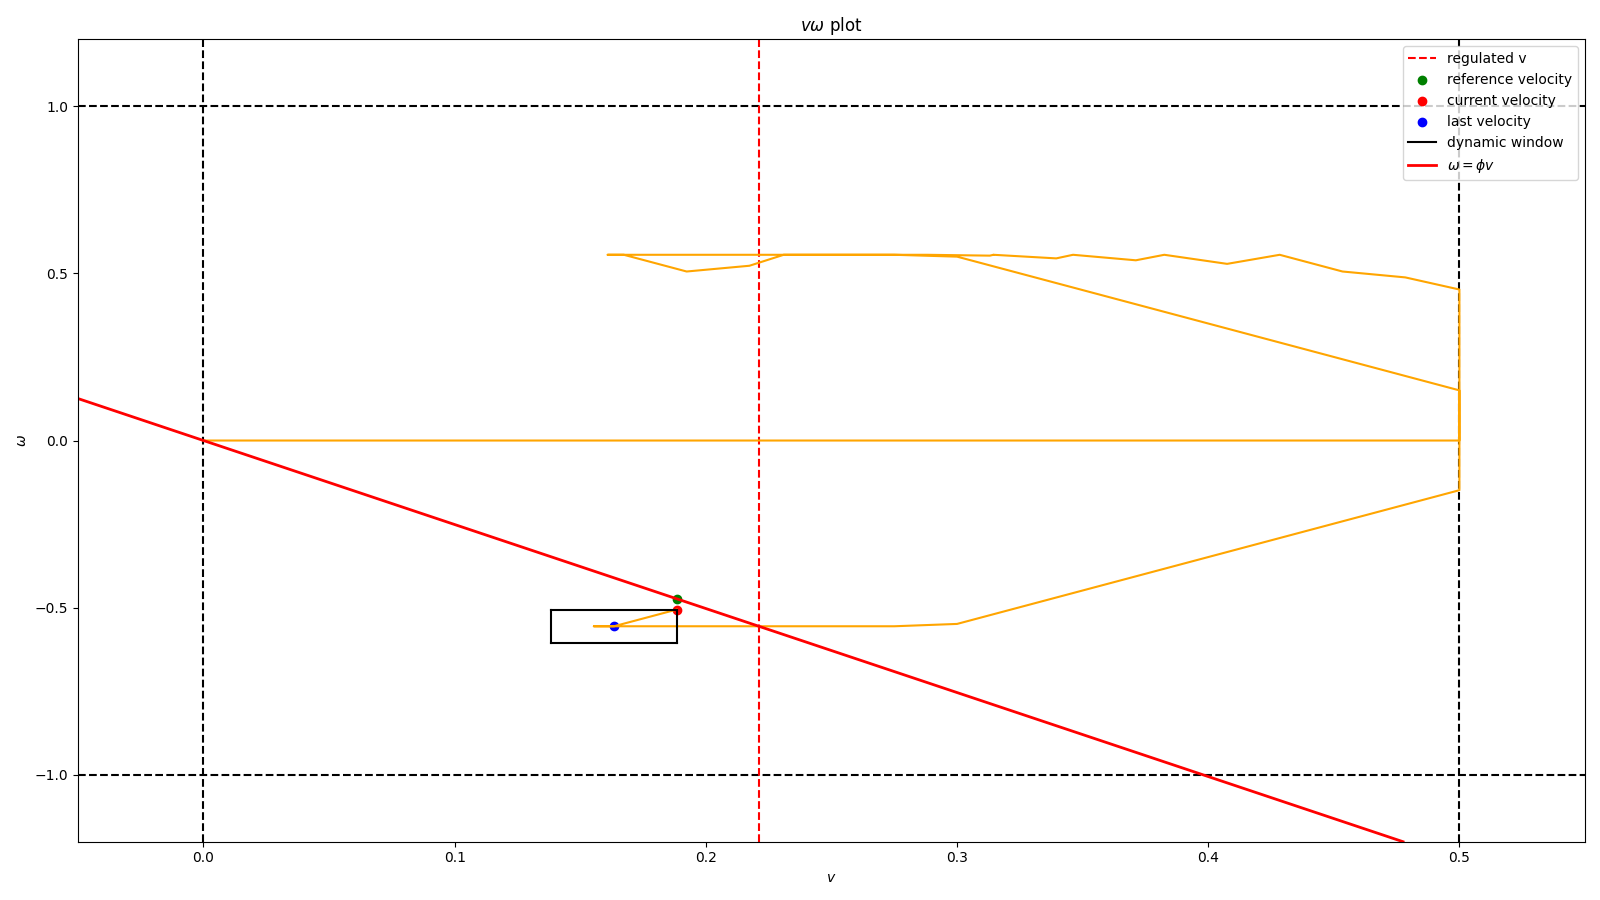 vω plot
regulated v
reference velocity
current velocity
last velocity
dynamic window
ω = ϕv
1.0
0.5
0.0
−0.5
−1.0
ω
0.0 0.1 0.2 0.3 0.4 0.5
v